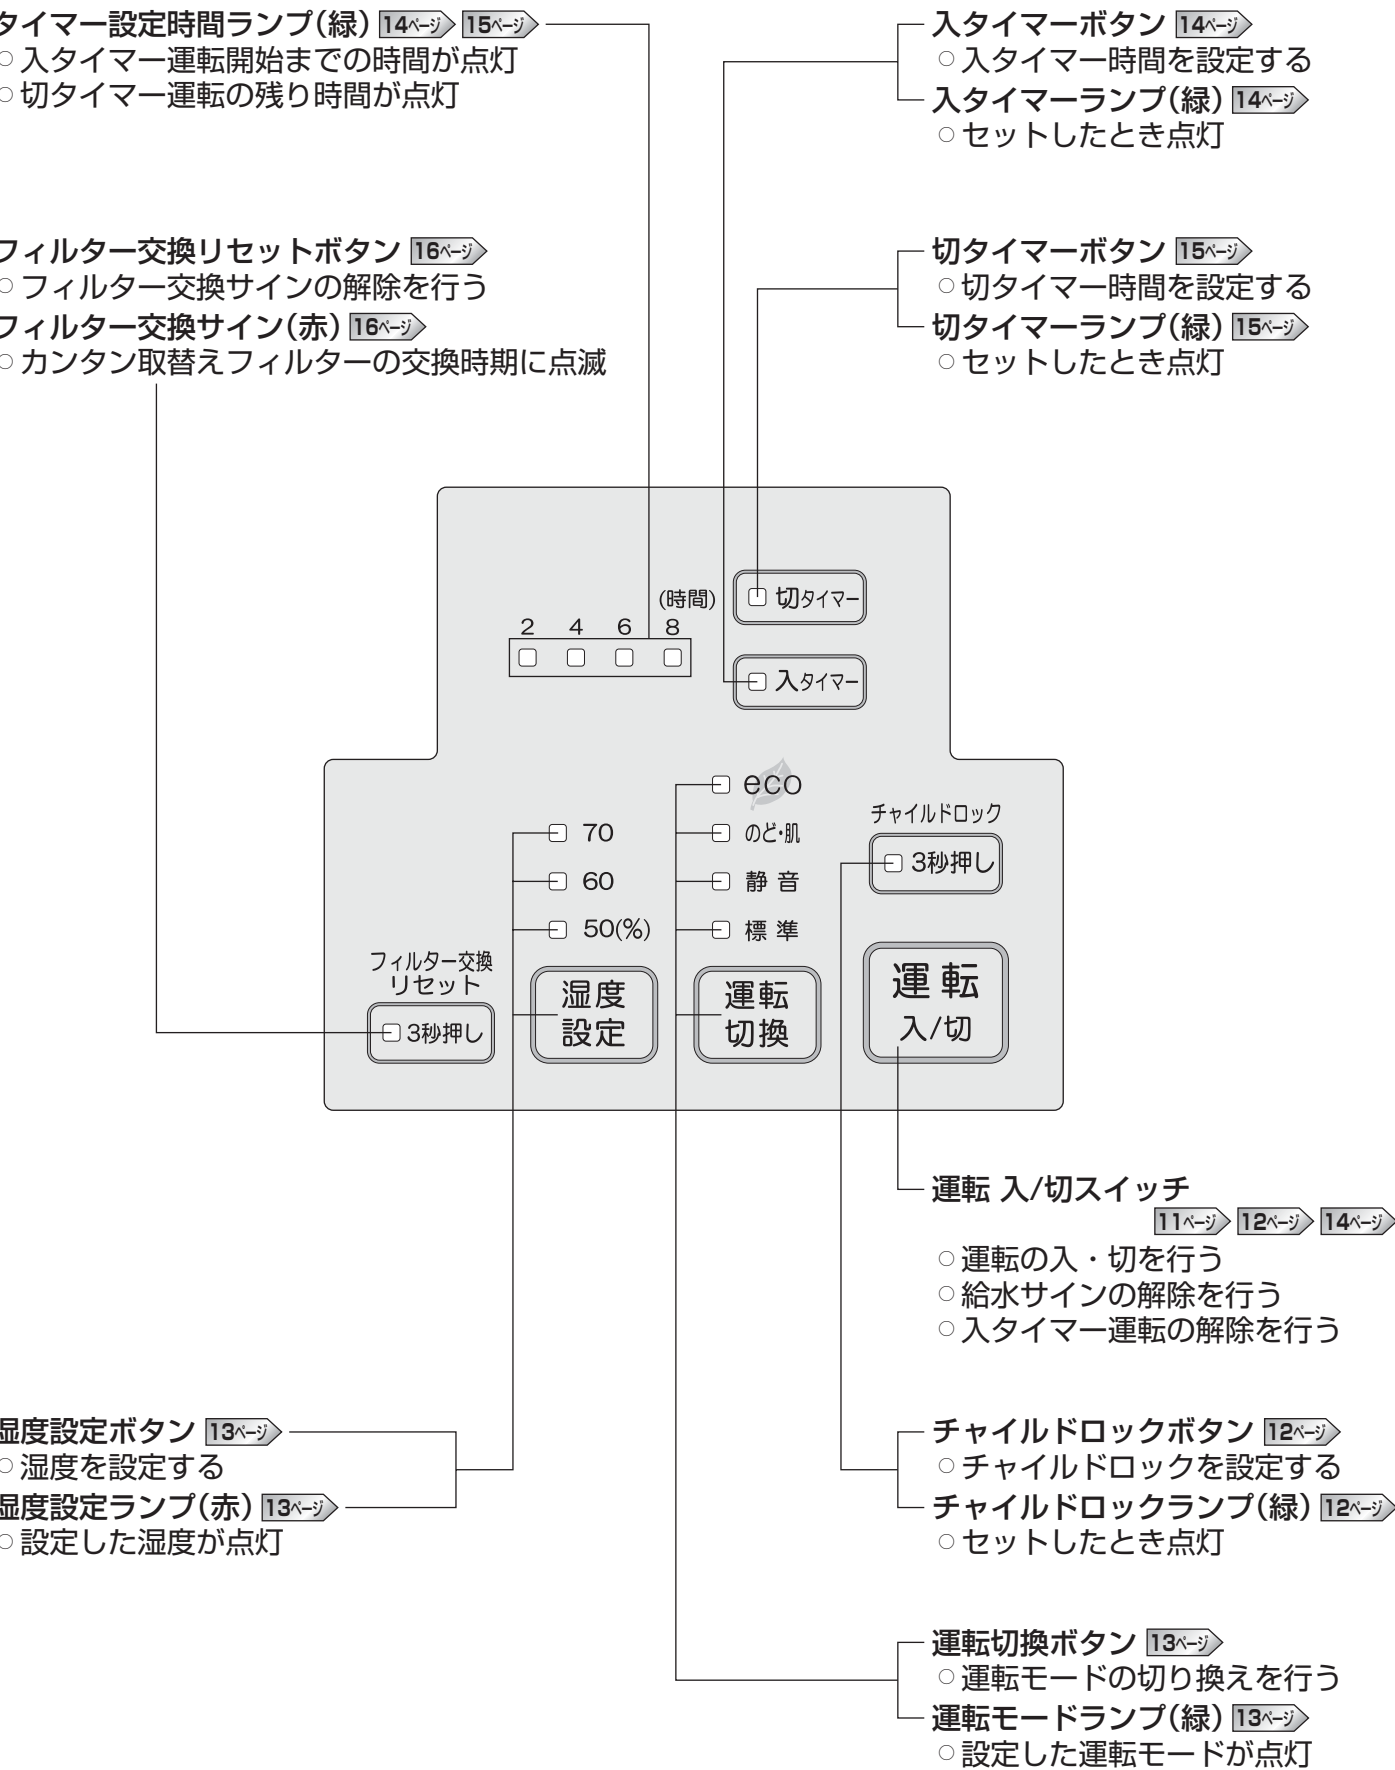 タイマー設定時間ランプ(緑) 14ページ 15ページ
○入タイマー運転開始までの時間が点灯
○切タイマー運転の残り時間が点灯
入タイマーボタン 14ページ
○入タイマー時間を設定する
入タイマーランプ(緑) 14ページ
○セットしたとき点灯
フィルター交換リセットボタン 16ページ
○フィルター交換サインの解除を行う
フィルター交換サイン(赤) 16ページ
○カンタン取替えフィルターの交換時期に点滅
切タイマーボタン 15ページ
○切タイマー時間を設定する
切タイマーランプ(緑) 15ページ
○セットしたとき点灯
(時間)
2 4 6 8
切タイマー
入タイマー
eco
のど・肌
静音
標準
70
60
50(%)
チャイルドロック
3秒押し
フィルター交換
リセット
3秒押し
湿度
設定
運転
切換
運転
入/切
運転 入/切スイッチ
11ページ 12ページ 14ページ
○運転の入・切を行う
○給水サインの解除を行う
○入タイマー運転の解除を行う
湿度設定ボタン 13ページ
○湿度を設定する
湿度設定ランプ(赤) 13ページ
○設定した湿度が点灯
チャイルドロックボタン 12ページ
○チャイルドロックを設定する
チャイルドロックランプ(緑) 12ページ
○セットしたとき点灯
運転切換ボタン 13ページ
○運転モードの切り換えを行う
運転モードランプ(緑) 13ページ
○設定した運転モードが点灯